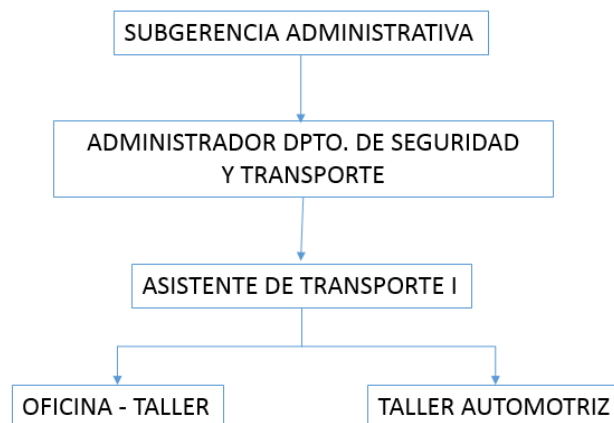 SUBGERENCIA ADMINISTRATIVA
ADMINISTRADOR DPTO. DE SEGURIDAD
Y TRANSPORTE
ASISTENTE DE TRANSPORTE I
OFICINA - TALLER
TALLER AUTOMOTRIZ